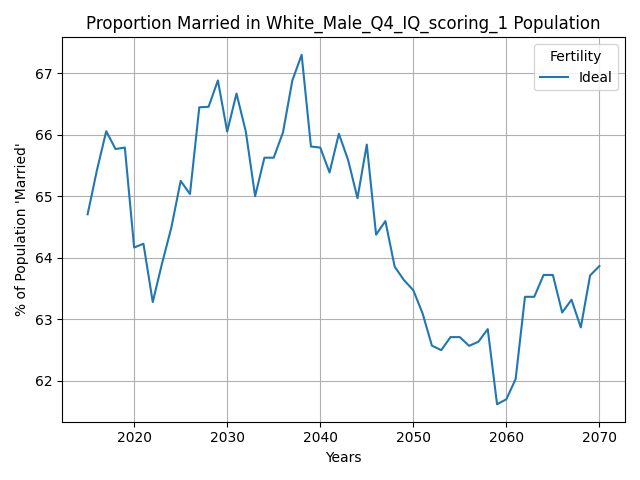 Proportion Married in White_Male_Q4_IQ_scoring_1 Population
Fertility
Ideal
% of Population 'Married'
67
66
65
64
63
62
2020
2030
2040
2050
2060
2070
Years